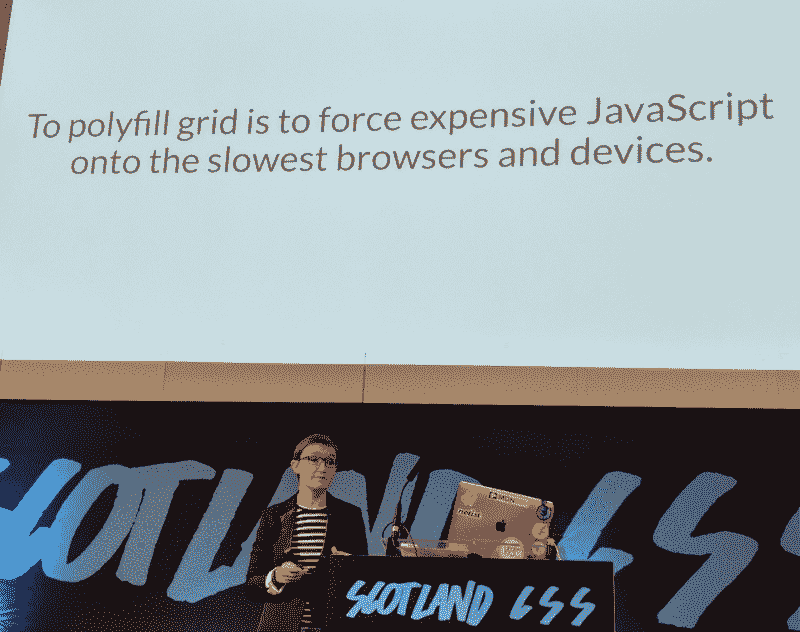 To polyfill grid is to force expensive JavaScript
onto the slowest browsers and devices.
SCOTLAND CSS
SCOTLAND CSS